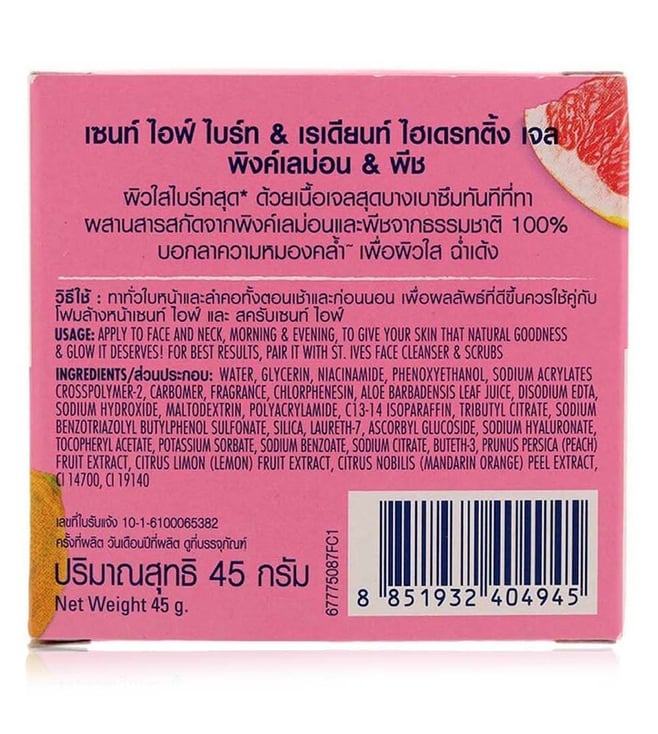 เซนท์ ไอฟ์ ไบร์ท & เรเดียนท์ ไฮเดรทติ้ง เจล
พิงค์เลม่อน & พีช
ผิวใสไบร์ทสุด* ด้วยเนื้อเจลสุดบางเบาซึมทันทีที่ทา
ผสานสารสกัดจากพิงค์เลม่อนและพีชจากธรรมชาติ 100%
บอกลาความหมองคล้ำ~ เพื่อผิวใส ฉ่ำเด้ง
วิธีใช้ : ทาทั่วใบหน้าและลำคอทั้งตอนเช้าและก่อนนอน เพื่อผลลัพธ์ที่ดีขึ้นควรใช้คู่กับ
โฟมล้างหน้าเซนท์ ไอฟ์ และ สครับเซนท์ ไอฟ์
USAGE: APPLY TO FACE AND NECK, MORNING & EVENING, TO GIVE YOUR SKIN THAT NATURAL GOODNESS
& GLOW IT DESERVES! FOR BEST RESULTS, PAIR IT WITH ST. IVES FACE CLEANSER & SCRUBS
INGREDIENTS/ส่วนประกอบ: WATER, GLYCERIN, NIACINAMIDE, PHENOXYETHANOL, SODIUM ACRYLATES
CROSSPOLYMER-2, CARBOMER, FRAGRANCE, CHLORPHENESIN, ALOE BARBADENSIS LEAF JUICE, DISODIUM EDTA,
SODIUM HYDROXIDE, MALTODEXTRIN, POLYACRYLAMIDE, C13-14 ISOPARAFFIN, TRIBUTYL CITRATE, SODIUM
BENZOTRIAZOLYL BUTYLPHENOL SULFONATE, SILICA, LAURETH-7, ASCORBYL GLUCOSIDE, SODIUM HYALURONATE,
TOCOPHERYL ACETATE, POTASSIUM SORBATE, SODIUM BENZOATE, SODIUM CITRATE, BUTETH-3, PRUNUS PERSICA (PEACH)
FRUIT EXTRACT, CITRUS LIMON (LEMON) FRUIT EXTRACT, CITRUS NOBILIS (MANDARIN ORANGE) PEEL EXTRACT,
CI 14700, CI 19140
เลขที่ใบรับแจ้ง 10-1-6100065382
ครั้งที่ผลิต วันเดือนปีที่ผลิต ดูที่บรรจุภัณฑ์
ปริมาณสุทธิ 45 กรัม
Net Weight 45 g.
67775087FC1
8 851932 404945